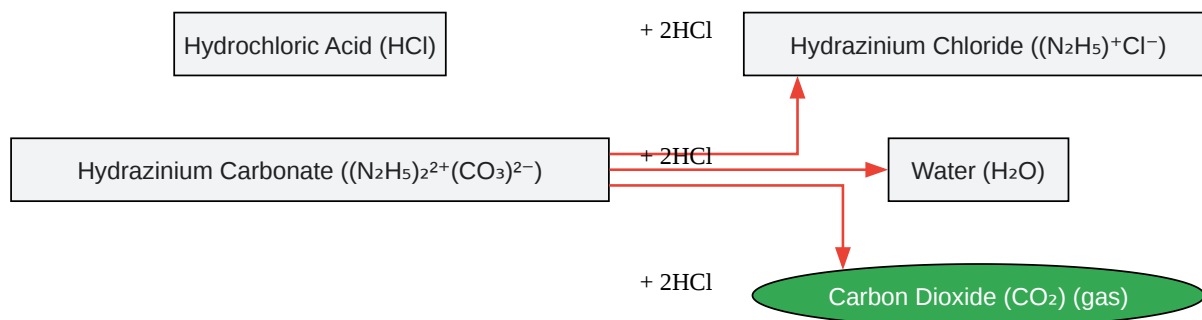 Hydrochloric Acid (HCl)
+ 2HCl
Hydrazinium Chloride ((N₂H₅)⁺Cl⁻)
Hydrazinium Carbonate ((N₂H₅)₂²⁺(CO₃)²⁻)
+ 2HCl
Water (H₂O)
+ 2HCl
Carbon Dioxide (CO₂) (gas)